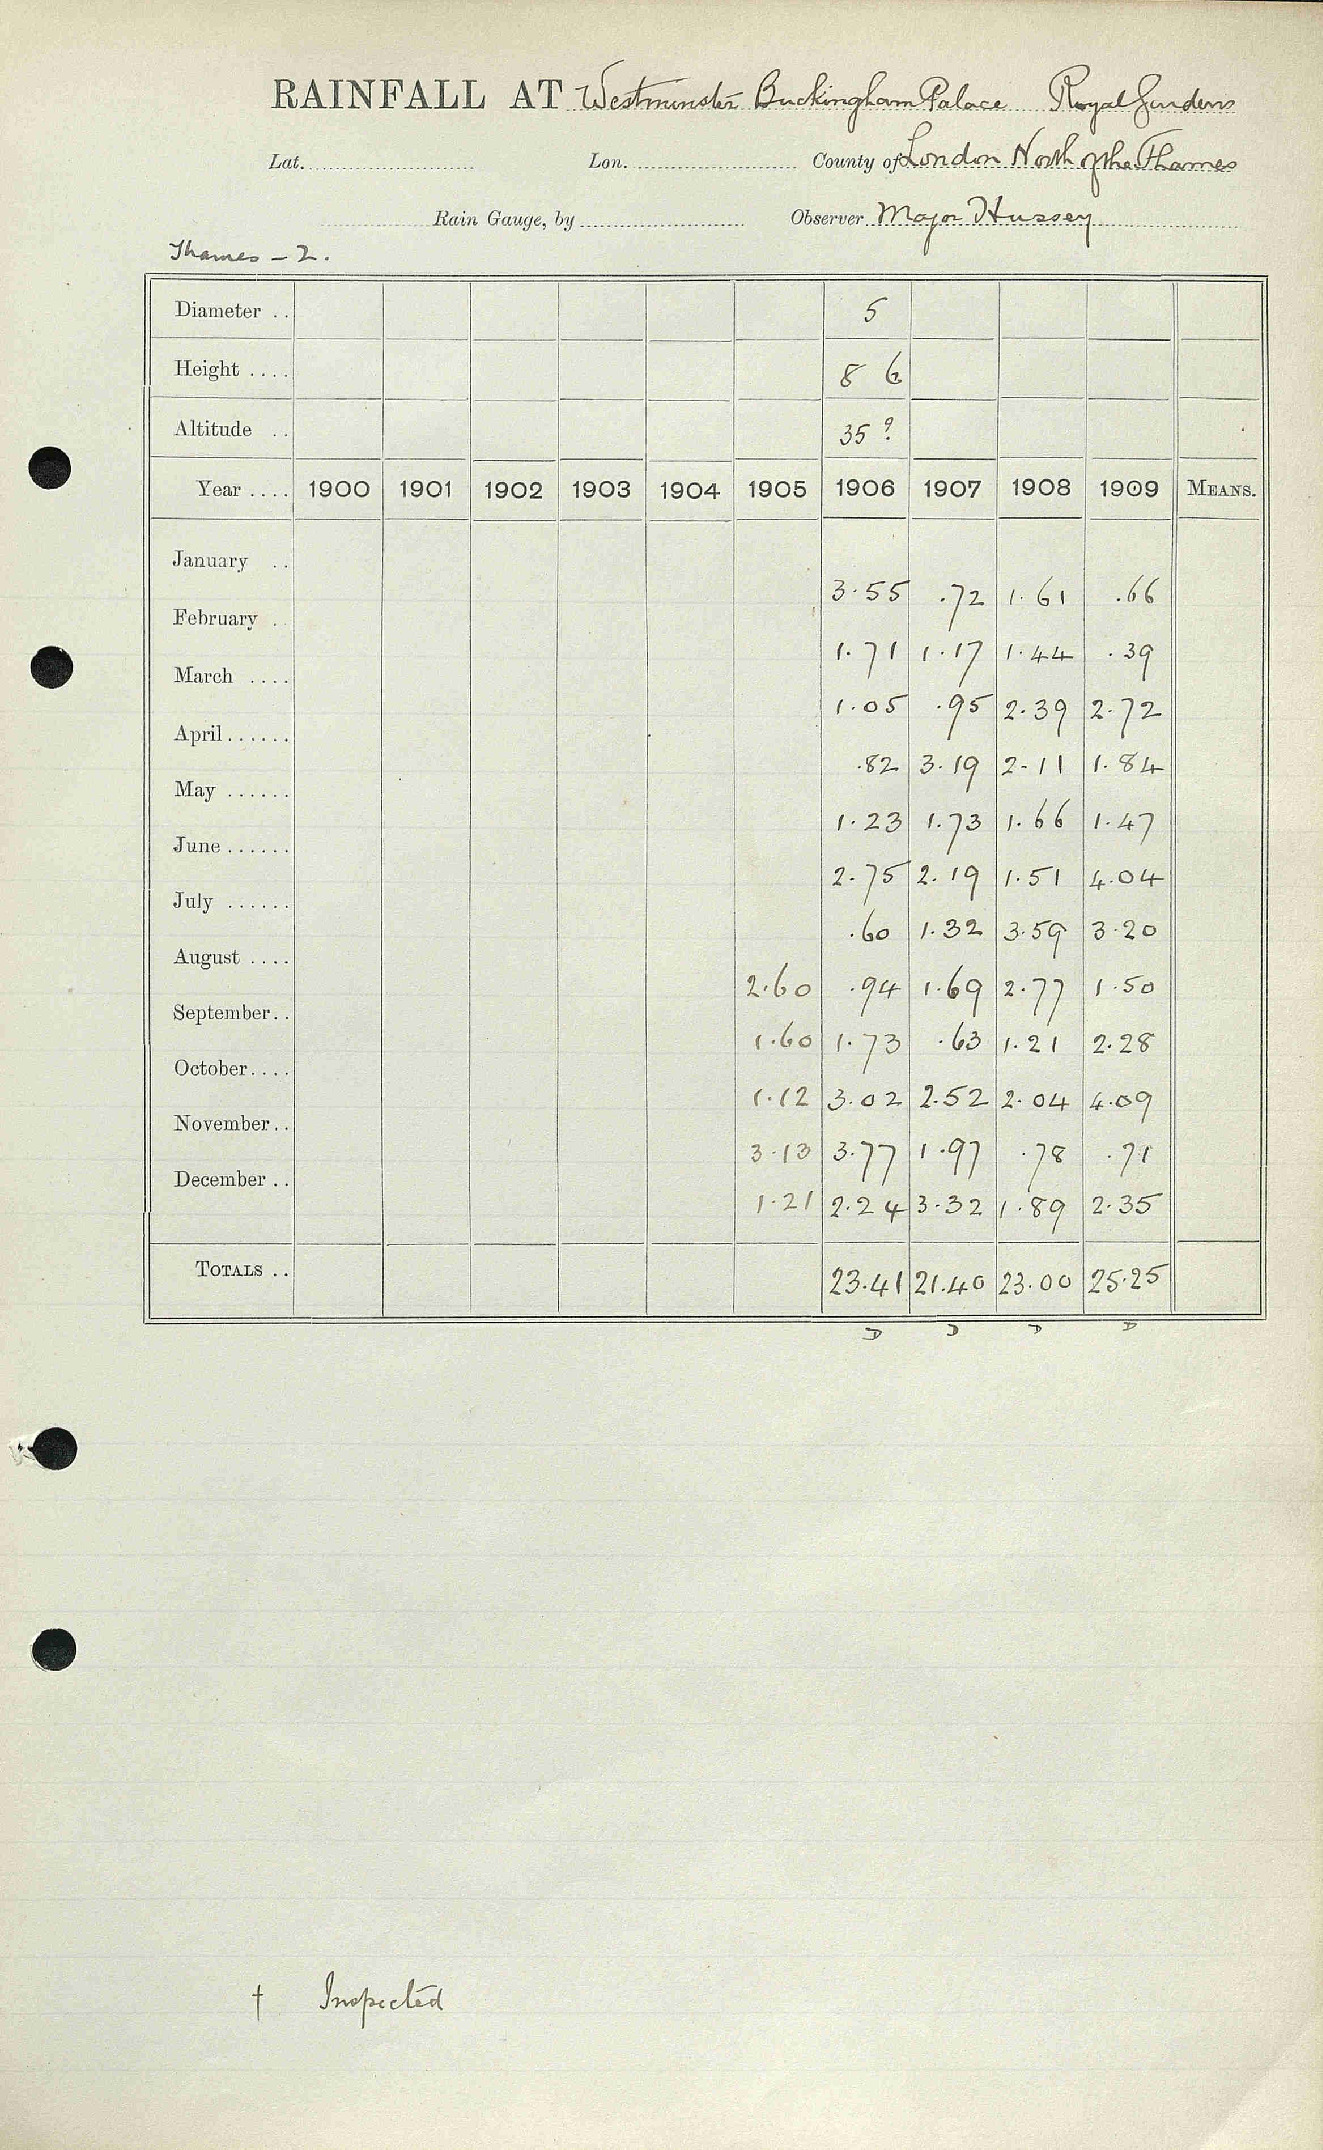 RAINFALL AT Westminster Buckingham Palace Royal Gardens
Lat. Lon. County of London North of the Thames
Rain Gauge, by Observer Major Hussey
Thames - 2.
Diameter .. 5
Height .... 8 6
Altitude .. 35 ?
Year .... 1900 1901 1902 1903 1904 1905 1906 1907 1908 1909 MEANS.
January .. 3.55 .72 1.61 .66
February .. 1.71 1.17 1.44 .39
March .... 1.05 .95 2.39 2.72
April...... .82 3.19 2.11 1.84
May ...... 1.23 1.73 1.66 1.47
June ...... 2.75 2.19 1.51 4.04
July ...... .60 1.32 3.59 3.20
August .... 2.60 .94 1.69 2.77 1.50
September.. 1.60 1.73 .63 1.21 2.28
October.... 1.12 3.02 2.52 2.04 4.09
November.. 3.13 3.77 1.97 .78 .71
December .. 1.21 2.24 3.32 1.89 2.35
TOTALS .. 23.41 21.40 23.00 25.25
D D D D
† Inspected